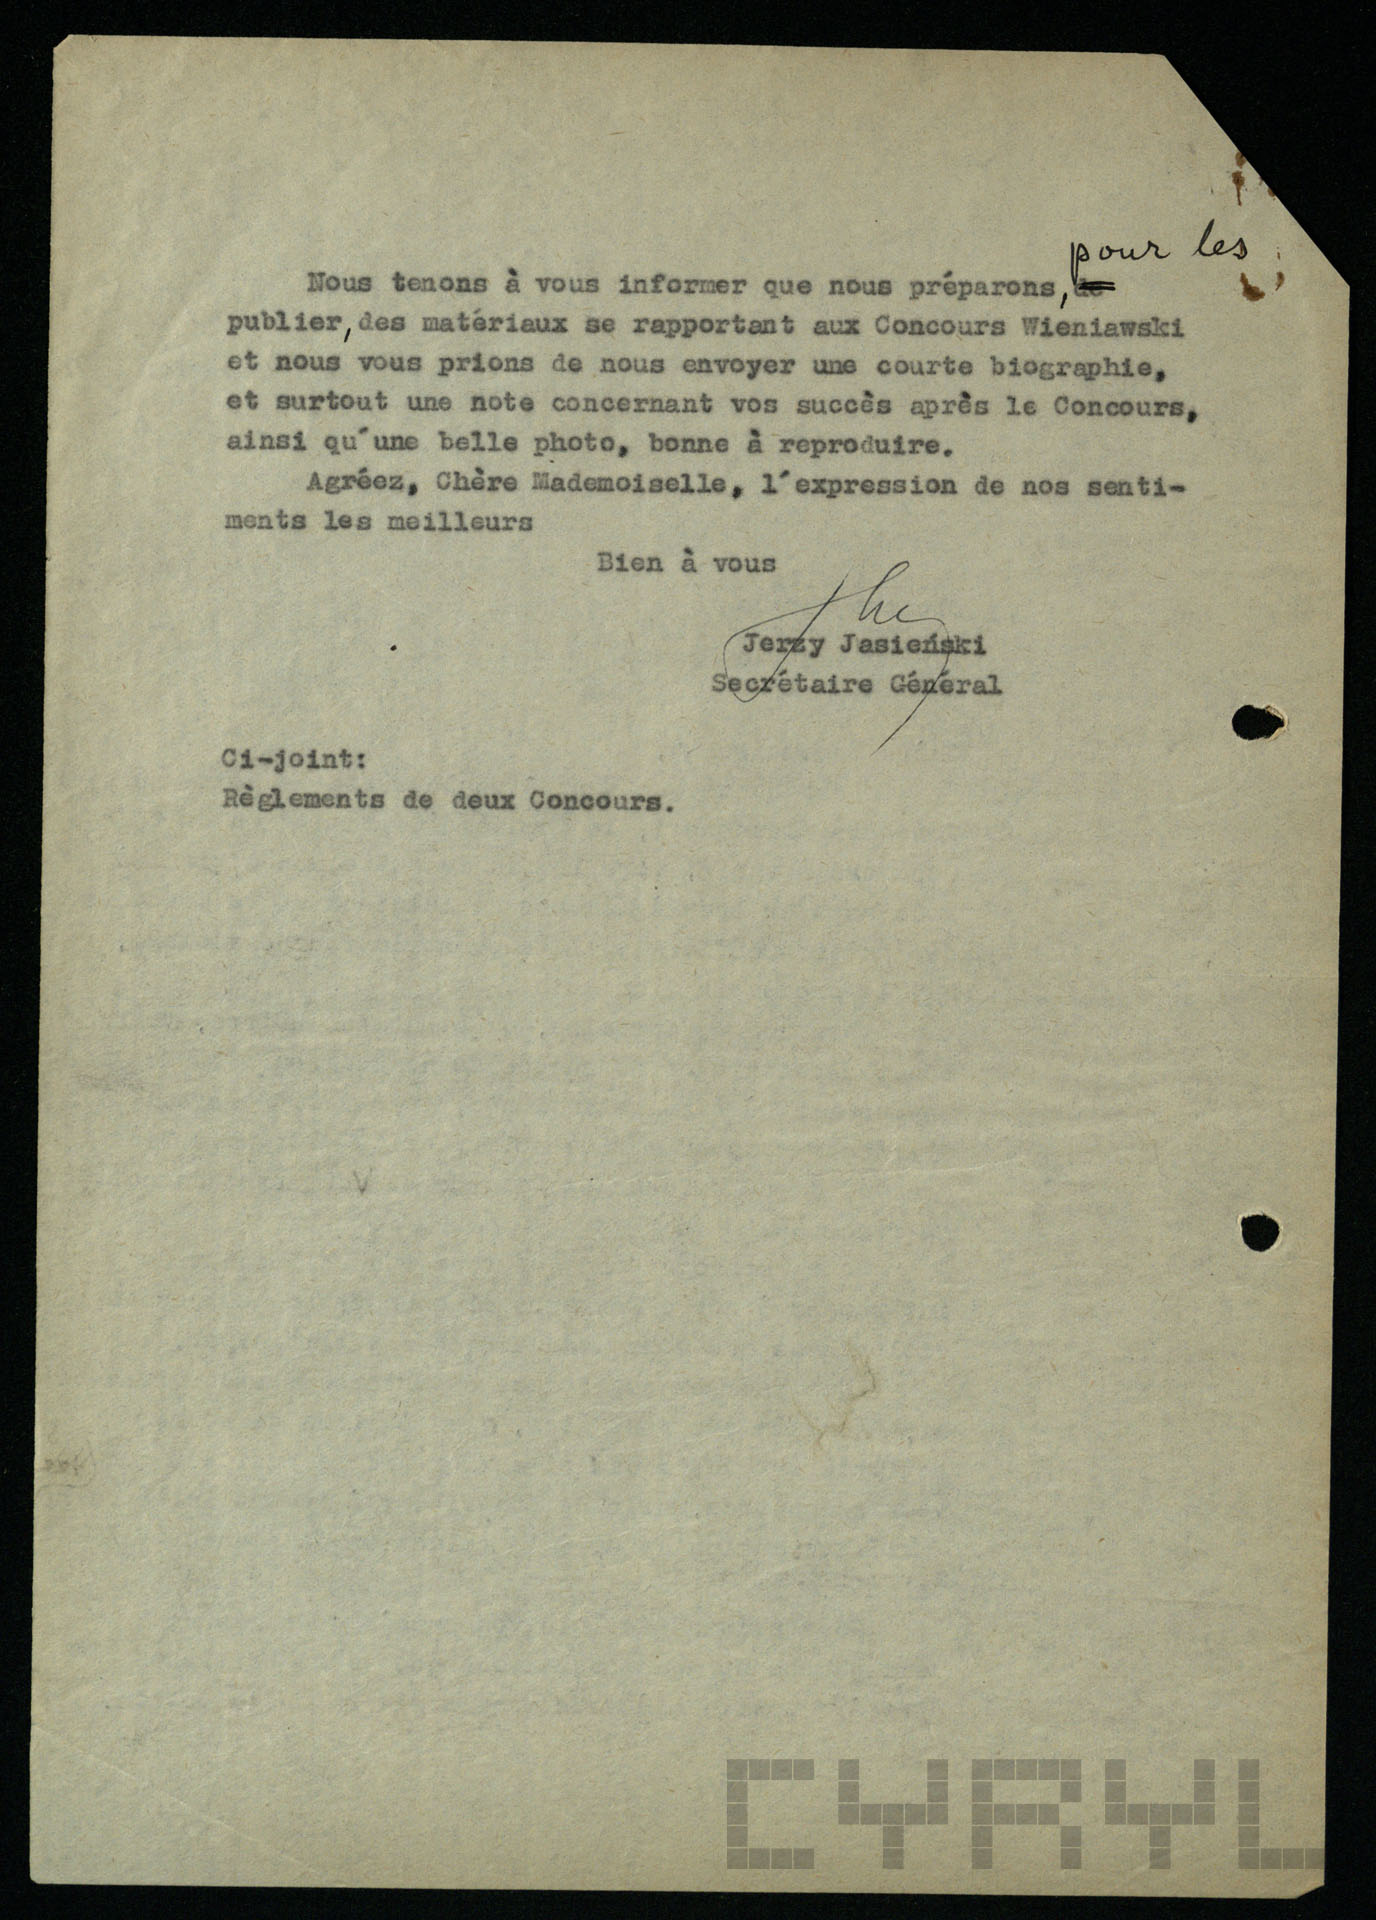 pour les
Nous tenons à vous informer que nous préparons, de
publier, des matériaux se rapportant aux Concours Wieniawski
et nous vous prions de nous envoyer une courte biographie,
et surtout une note concernant vos succès après le Concours,
ainsi qu´une belle photo, bonne à reproduire.
Agréez, Chère Mademoiselle, l´expression de nos senti-
ments les meilleurs
Bien à vous
Jerzy Jasieński
Secrétaire Général
Ci-joint:
Règlements de deux Concours.
CYRYL